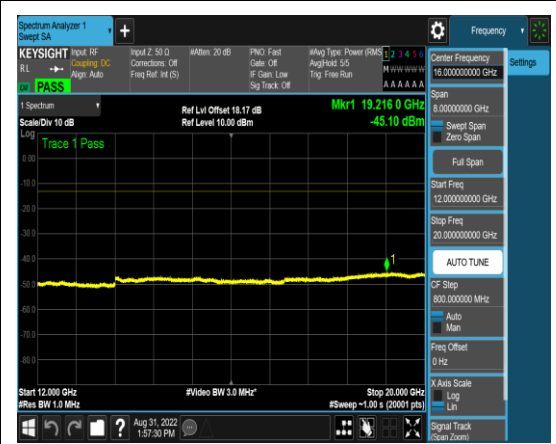 Spectrum Analyzer 1
Swept SA
+
Frequency
KEYSIGHT
Input: RF
Input Z: 50 Ω
#Atten: 20 dB
PNO: Fast
#Avg Type: Power (RMS
1 2 3 4 5 6
RL
Coupling: DC
Corrections: Off
Gate: Off
Avg|Hold: 5/5
M W W W W W
Align: Auto
Freq Ref: Int (S)
IF Gain: Low
Trig: Free Run
PASS
Sig Track: Off
A A A A A A
1 Spectrum
Ref Lvl Offset 18.17 dB
Mkr1 19.216 0 GHz
Scale/Div 10 dB
Ref Level 10.00 dBm
-45.10 dBm
Log
Trace 1 Pass
0.00
-10.0
-20.0
-30.0
-40.0
-50.0
-60.0
-70.0
-80.0
1
Start 12.000 GHz
#Video BW 3.0 MHz*
Stop 20.000 GHz
#Res BW 1.0 MHz
#Sweep ~1.00 s (20001 pts)
Center Frequency
16.000000000 GHz
Settings
Span
8.00000000 GHz
Swept Span
Zero Span
Full Span
Start Freq
12.000000000 GHz
Stop Freq
20.000000000 GHz
AUTO TUNE
CF Step
800.000000 MHz
Auto
Man
Freq Offset
0 Hz
X Axis Scale
Log
Lin
Signal Track
(Span Zoom)
?
Aug 31, 2022
1:57:30 PM